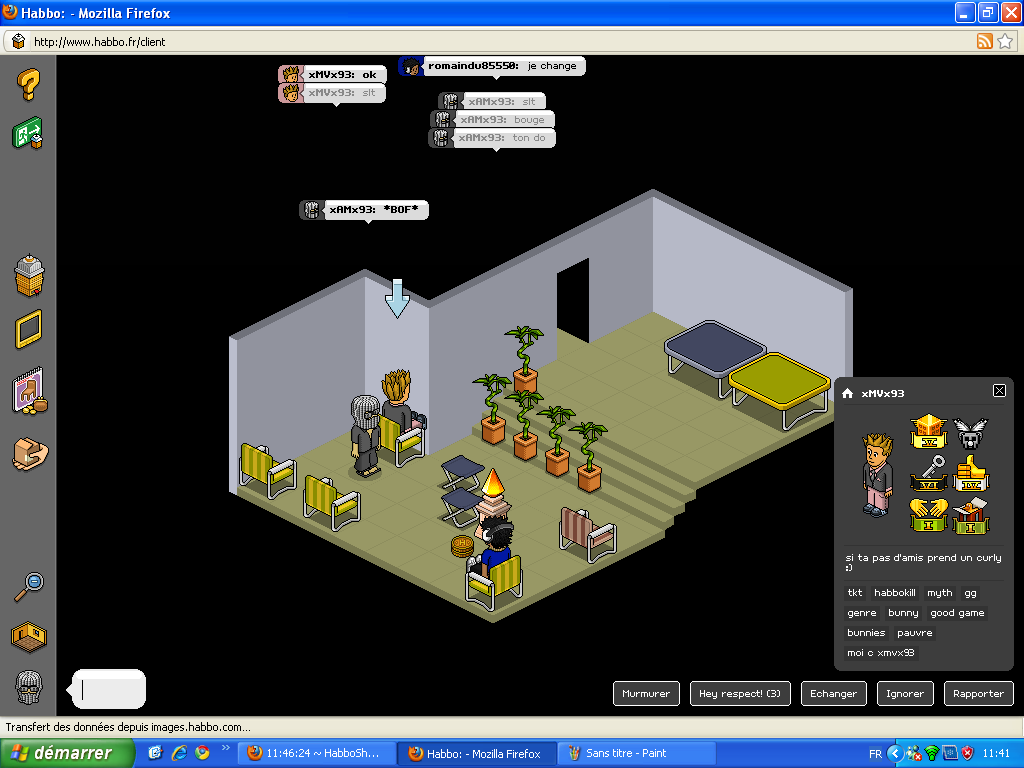 Habbo: - Mozilla Firefox
http://www.habbo.fr/client
xMVx93: ok
romaindu85550: je change
xMVx93: slt
xAMx93: slt
xAMx93: bouge
xAMx93: ton do
xAMx93: *BOF*
xMVx93
si ta pas d'amis prend un curly
:)
tkt habbokill myth gg
genre bunny good game
bunnies pauvre
moi c xmvx93
Murmurer Hey respect! (3) Echanger Ignorer Rapporter
Transfert des données depuis images.habbo.com...
démarrer 11:46:24 ~ HabboSh... Habbo: - Mozilla Firefox Sans titre - Paint FR 11:41